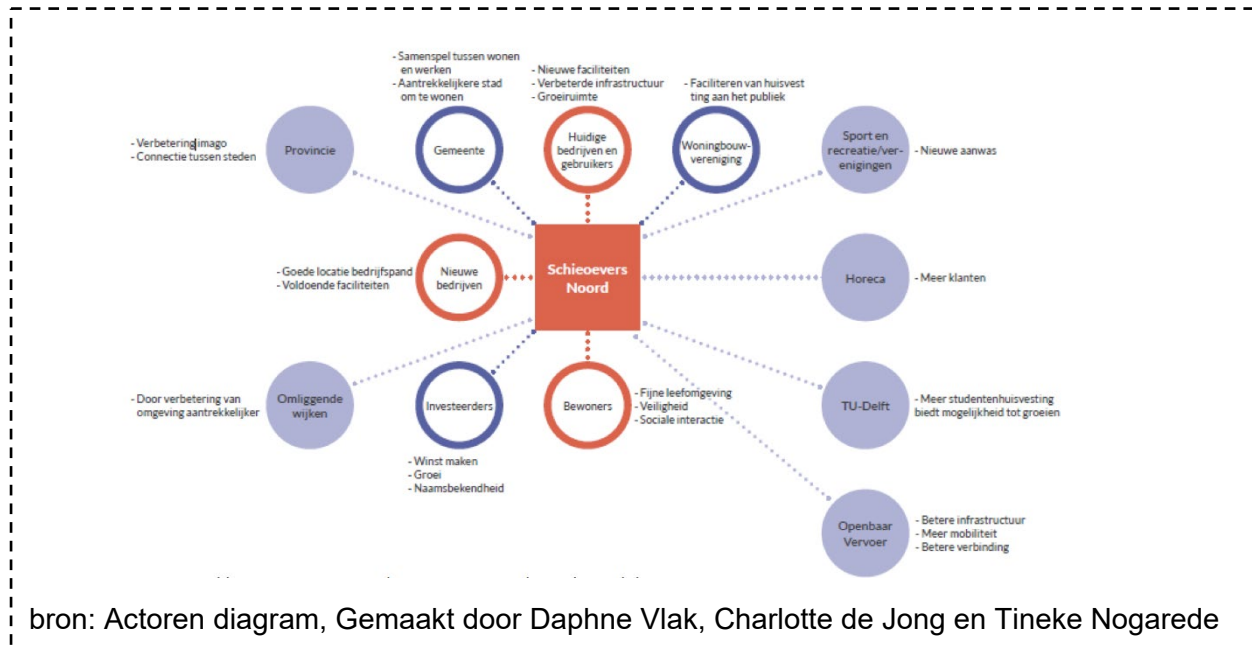 - Samenspel tussen wonen
en werken
- Aantrekkelijkere stad
om te wonen
- Nieuwe faciliteiten
- Verbeterde infrastructuur
- Groeiruimte
- Faciliteren van huisvest
ting aan het publiek
- Verbetering imago
- Connectie tussen steden
Provincie
Gemeente
Huidige
bedrijven en
gebruikers
Woningbouw-
vereniging
Sport en
recreatie/ver-
enigingen
- Nieuwe aanwas
- Goede locatie bedrijfspand
- Voldoende faciliteiten
Nieuwe
bedrijven
Schieoevers
Noord
Horeca
- Meer klanten
- Door verbetering van
omgeving aantrekkelijker
Omliggende
wijken
Investeerders
Bewoners
- Fijne leefomgeving
- Veiligheid
- Sociale interactie
TU-Delft
- Meer studentenhuisvesting
biedt mogelijkheid tot groeien
- Winst maken
- Groei
- Naamsbekendheid
Openbaar
Vervoer
- Betere infrastructuur
- Meer mobiliteit
- Betere verbinding
bron: Actoren diagram, Gemaakt door Daphne Vlak, Charlotte de Jong en Tineke Nogarede